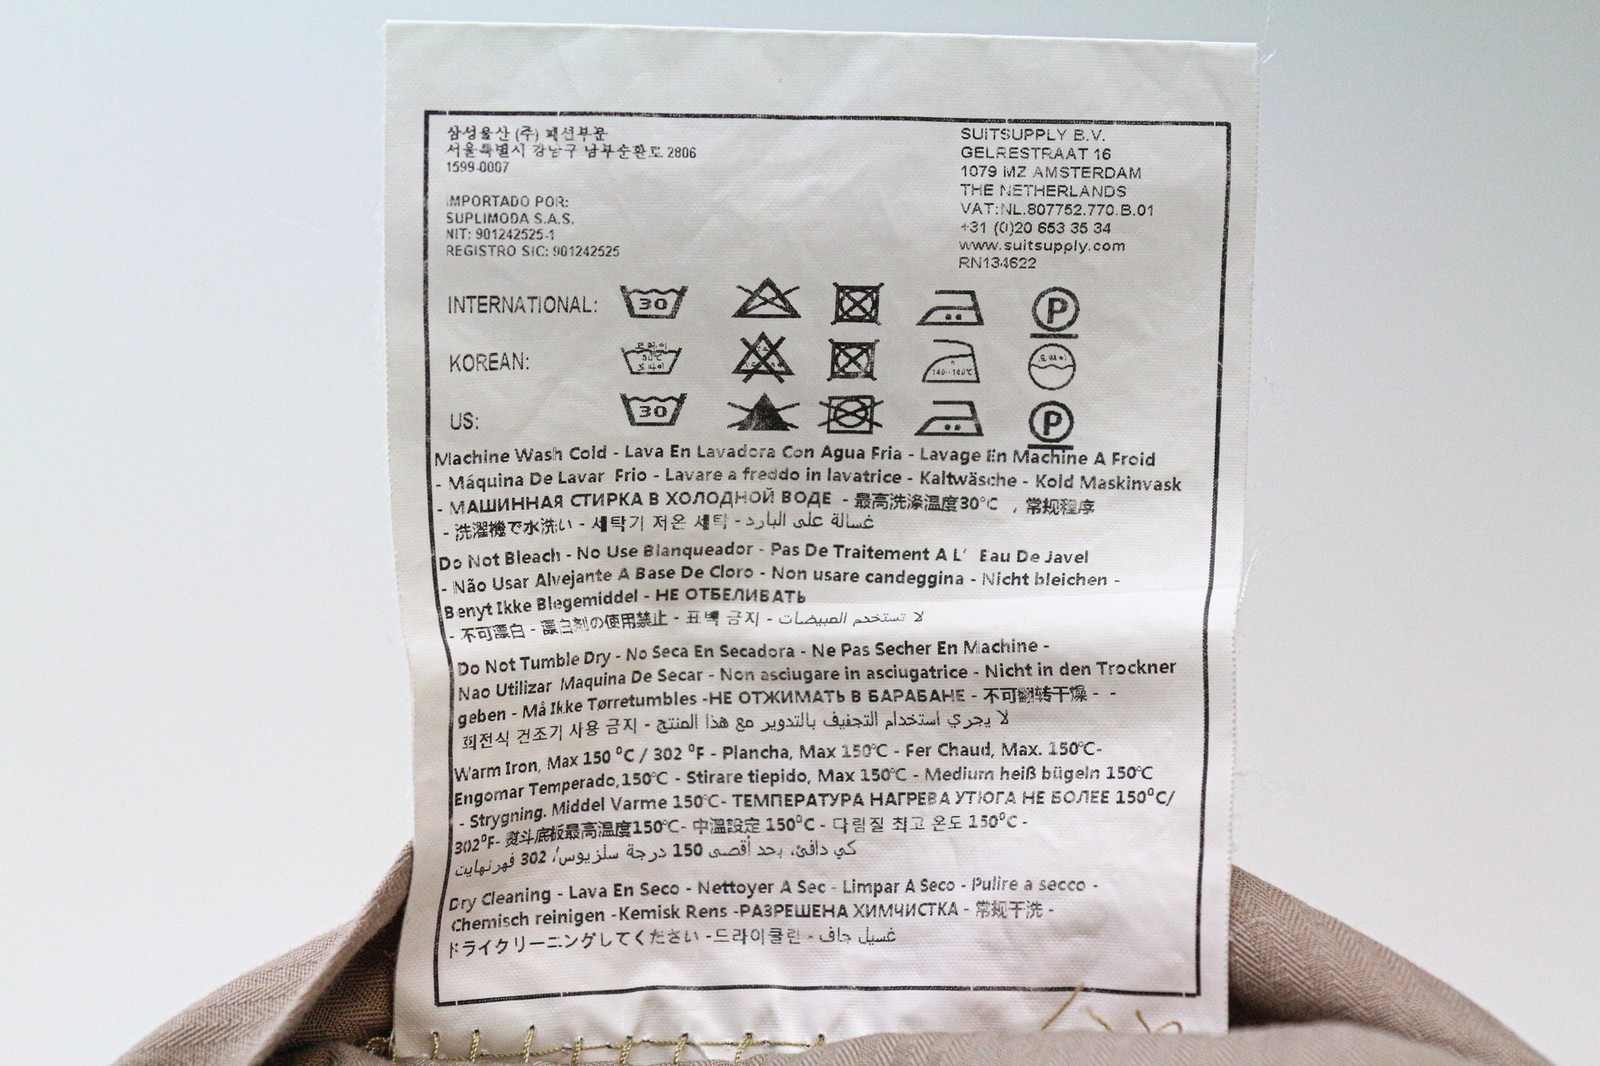 삼성물산 (주) 패션부문
서울특별시 강남구 남부순환로 2806
1599-0007
IMPORTADO POR:
SUPLIMODA S.A.S.
NIT: 901242525-1
REGISTRO SIC: 901242525
SUITSUPPLY B.V.
GELRESTRAAT 16
1079 MZ AMSTERDAM
THE NETHERLANDS
VAT:NL.807752.770.B.01
+31 (0)20 653 35 34
www.suitsupply.com
RN134622
INTERNATIONAL: 30 P
KOREAN: 30℃
US: 30 P
Machine Wash Cold - Lava En Lavadora Con Agua Fria - Lavage En Machine A Froid
- Máquina De Lavar Frio - Lavare a freddo in lavatrice - Kaltwäsche - Kold Maskinvask
- МАШИННАЯ СТИРКА В ХОЛОДНОЙ ВОДЕ - 最高洗涤温度30℃ , 常规程序
- 洗濯機で水洗い - 세탁기 저온 세탁 - غسالة على البارد
Do Not Bleach - No Use Blanqueador - Pas De Traitement A L’ Eau De Javel
- Não Usar Alvejante A Base De Cloro - Non usare candeggina - Nicht bleichen -
Benyt Ikke Blegemiddel - НЕ ОТБЕЛИВАТЬ
- 不可漂白 - 漂白剤の使用禁止 - 표백 금지 - لا تستخدم المبيضات
Do Not Tumble Dry - No Seca En Secadora - Ne Pas Secher En Machine -
Nao Utilizar Maquina De Secar - Non asciugare in asciugatrice - Nicht in den Trockner
geben - Må Ikke Tørretumbles -НЕ ОТЖИМАТЬ В БАРАБАНЕ - 不可翻转干燥 - -
회전식 건조기 사용 금지 - لا يجري استخدام التجفيف بالتدوير مع هذا المنتج
Warm Iron, Max 150 ⁰C / 302 ⁰F - Plancha, Max 150℃ - Fer Chaud, Max. 150℃-
Engomar Temperado,150℃ - Stirare tiepido, Max 150℃ - Medium heiß bügeln 150℃
- Strygning. Middel Varme 150℃- ТЕМПЕРАТУРА НАГРЕВА УТЮГА НЕ БОЛЕЕ 150⁰C/
302⁰F- 熨斗底板最高温度150℃- 中温設定 150⁰C - 다림질 최고 온도 150℃ -
كي دافئ، بحد أقصى 150 درجة سلزيوس/ 302 فهرنهايت
Dry Cleaning - Lava En Seco - Nettoyer A Sec - Limpar A Seco - Pulire a secco -
Chemisch reinigen -Kemisk Rens -РАЗРЕШЕНА ХИМЧИСТКА - 常规干洗 -
ドライクリーニングしてください -드라이클린 - غسيل جاف